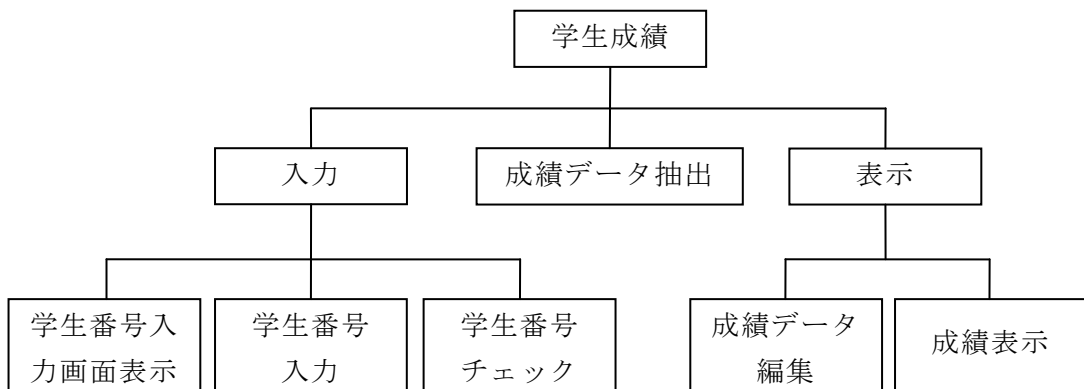 学生成績
入力
成績データ抽出
表示
学生番号入
力画面表示
学生番号
入力
学生番号
チェック
成績データ
編集
成績表示